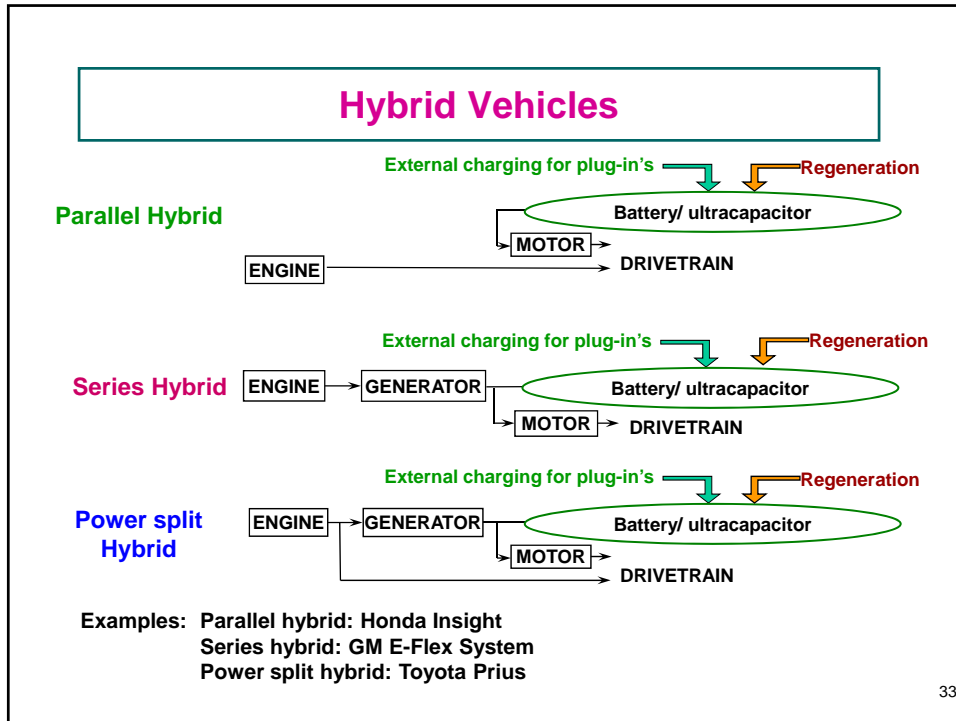 Hybrid Vehicles
External charging for plug-in's
Regeneration
Parallel Hybrid
Battery/ ultracapacitor
MOTOR
ENGINE
DRIVETRAIN
External charging for plug-in's
Regeneration
Series Hybrid
ENGINE
GENERATOR
Battery/ ultracapacitor
MOTOR
DRIVETRAIN
External charging for plug-in's
Regeneration
Power split
Hybrid
ENGINE
GENERATOR
Battery/ ultracapacitor
MOTOR
DRIVETRAIN
Examples: Parallel hybrid: Honda Insight
Series hybrid: GM E-Flex System
Power split hybrid: Toyota Prius
33